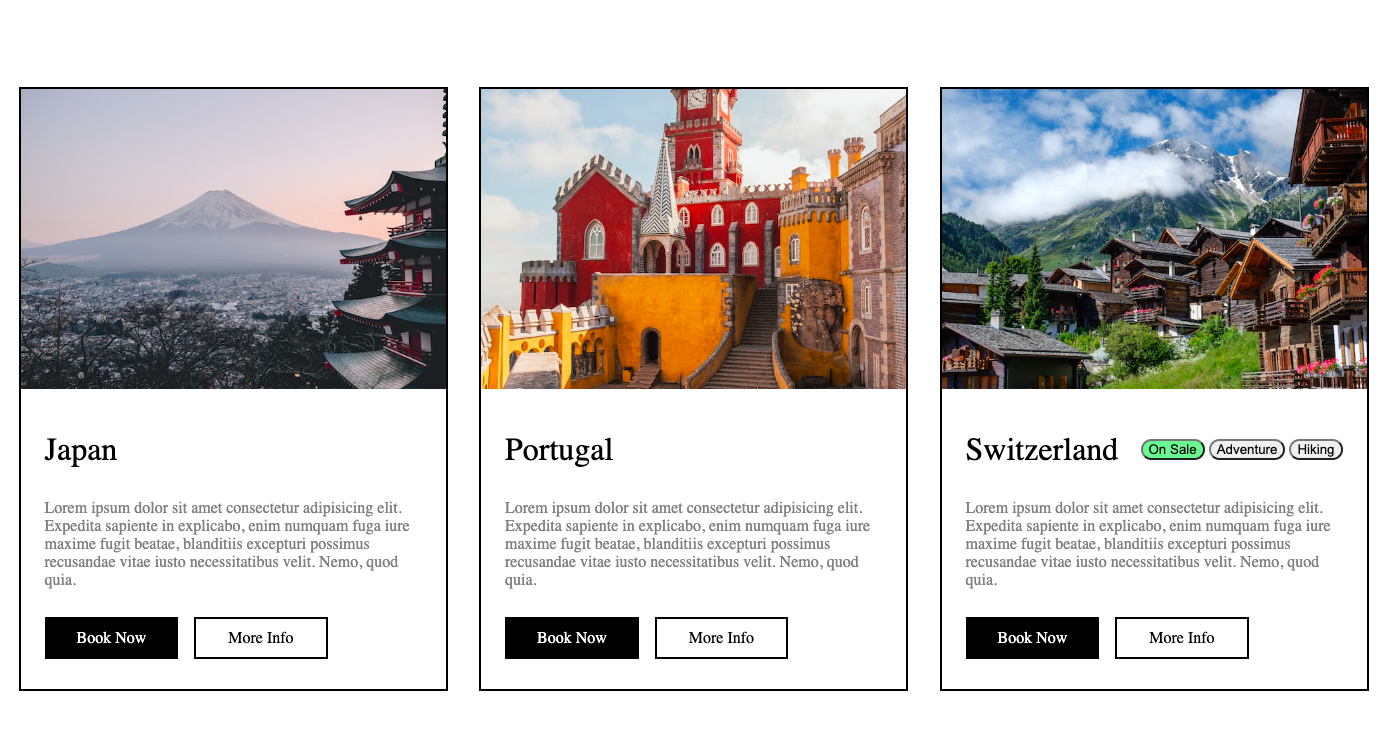 Japan
Lorem ipsum dolor sit amet consectetur adipisicing elit.
Expedita sapiente in explicabo, enim numquam fuga iure
maxime fugit beatae, blanditiis excepturi possimus
recusandae vitae iusto necessitatibus velit. Nemo, quod
quia.
Book Now More Info
Portugal
Lorem ipsum dolor sit amet consectetur adipisicing elit.
Expedita sapiente in explicabo, enim numquam fuga iure
maxime fugit beatae, blanditiis excepturi possimus
recusandae vitae iusto necessitatibus velit. Nemo, quod
quia.
Book Now More Info
Switzerland On Sale Adventure Hiking
Lorem ipsum dolor sit amet consectetur adipisicing elit.
Expedita sapiente in explicabo, enim numquam fuga iure
maxime fugit beatae, blanditiis excepturi possimus
recusandae vitae iusto necessitatibus velit. Nemo, quod
quia.
Book Now More Info